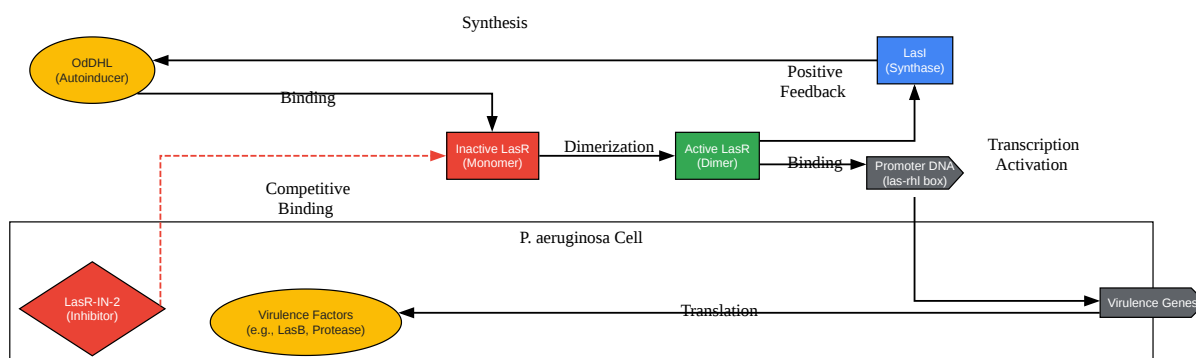 Synthesis
OdDHL
(Autoinducer)
LasI
(Synthase)
Positive
Feedback
Binding
Inactive LasR
(Monomer)
Dimerization
Active LasR
(Dimer)
Binding
Promoter DNA
(las-rhl box)
Transcription
Activation
Competitive
Binding
P. aeruginosa Cell
LasR-IN-2
(Inhibitor)
Virulence Factors
(e.g., LasB, Protease)
Translation
Virulence Genes